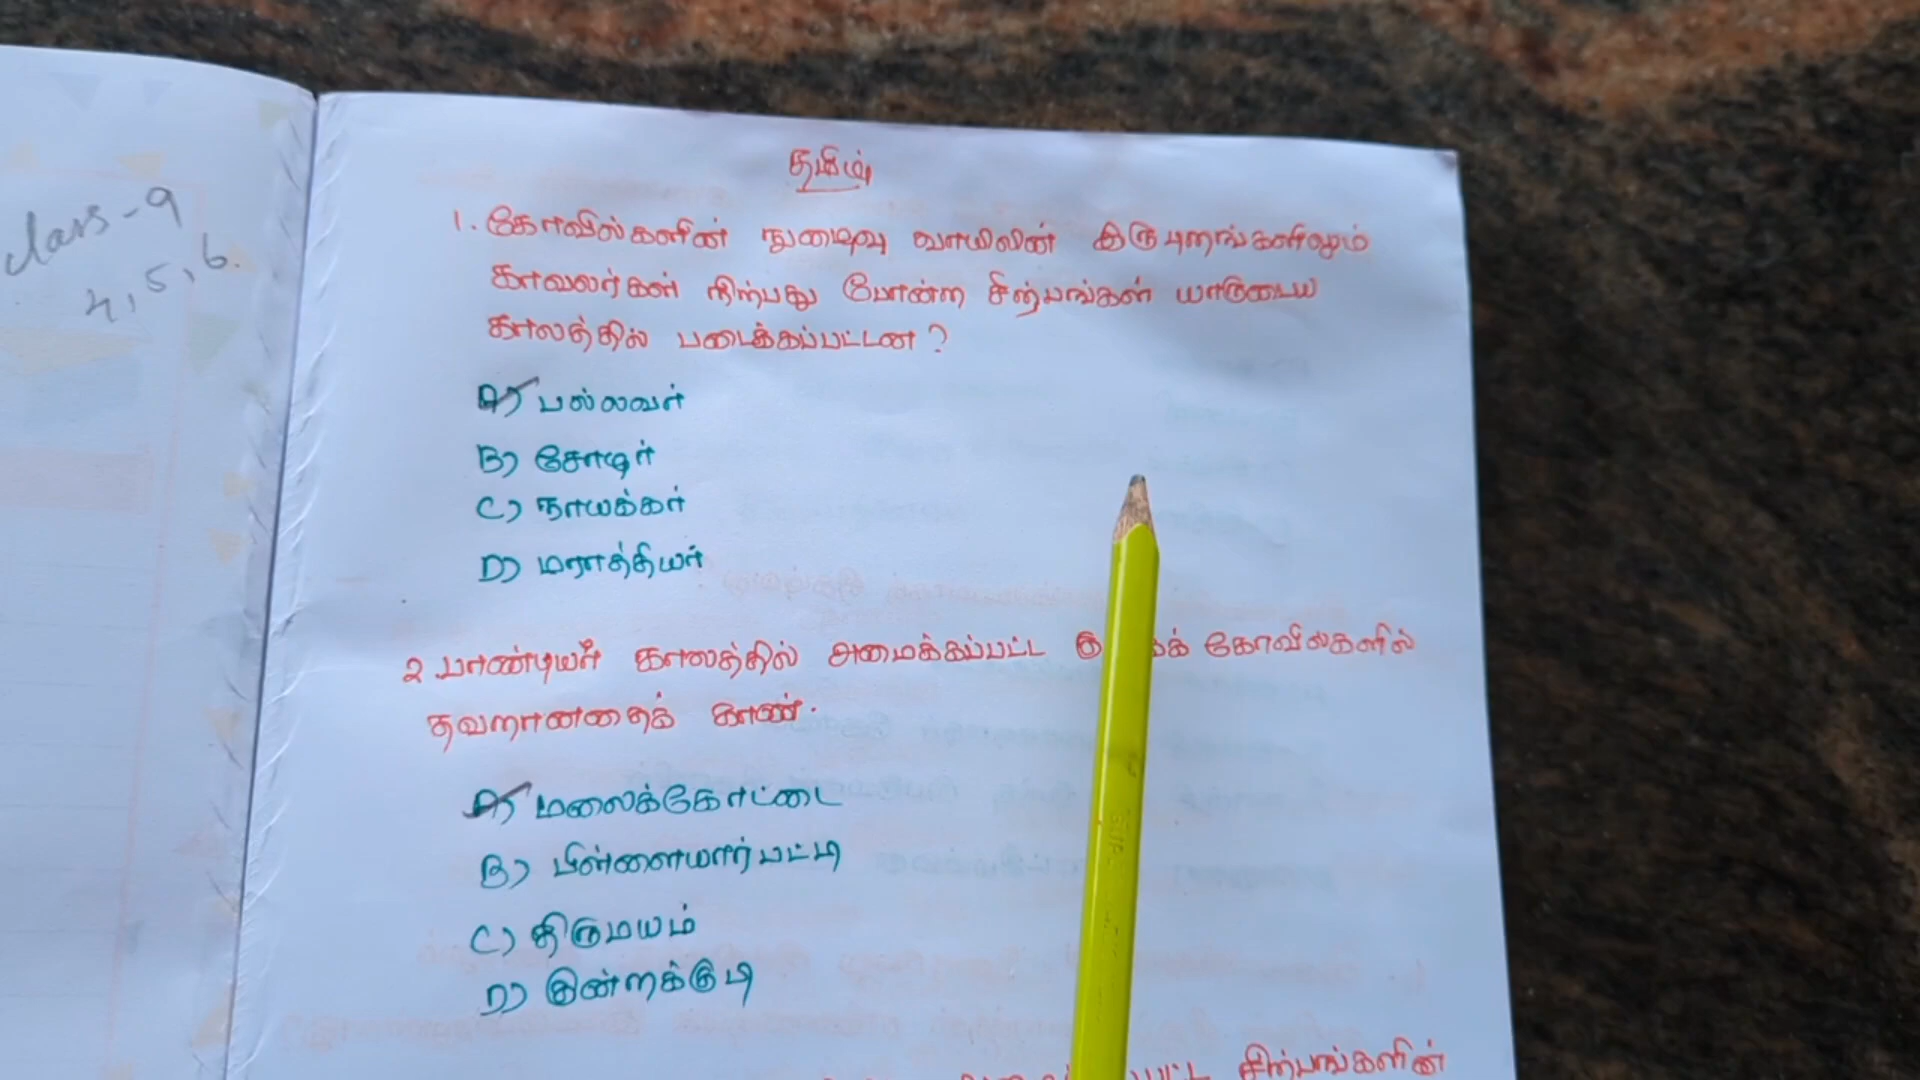 Class - 9
4, 5, 6.
தமிழ்
1. கோவில்களின் நுழைவு வாயிலின் இருபுறங்களிலும்
காவலர்கள் நிற்பது போன்ற சிற்பங்கள் யாருடைய
காலத்தில் படைக்கப்பட்டன ?
A) பல்லவர்
B) சோழர்
C) நாயக்கர்
D) மராத்தியர்
2. பாண்டியர் காலத்தில் அமைக்கப்பட்ட கோவில்களில்
தவறானதைக் காண்.
A) மலைக்கோட்டை
B) பிள்ளையார்பட்டி
C) திருமயம்
D) குன்றக்குடி
சிற்பங்களின்